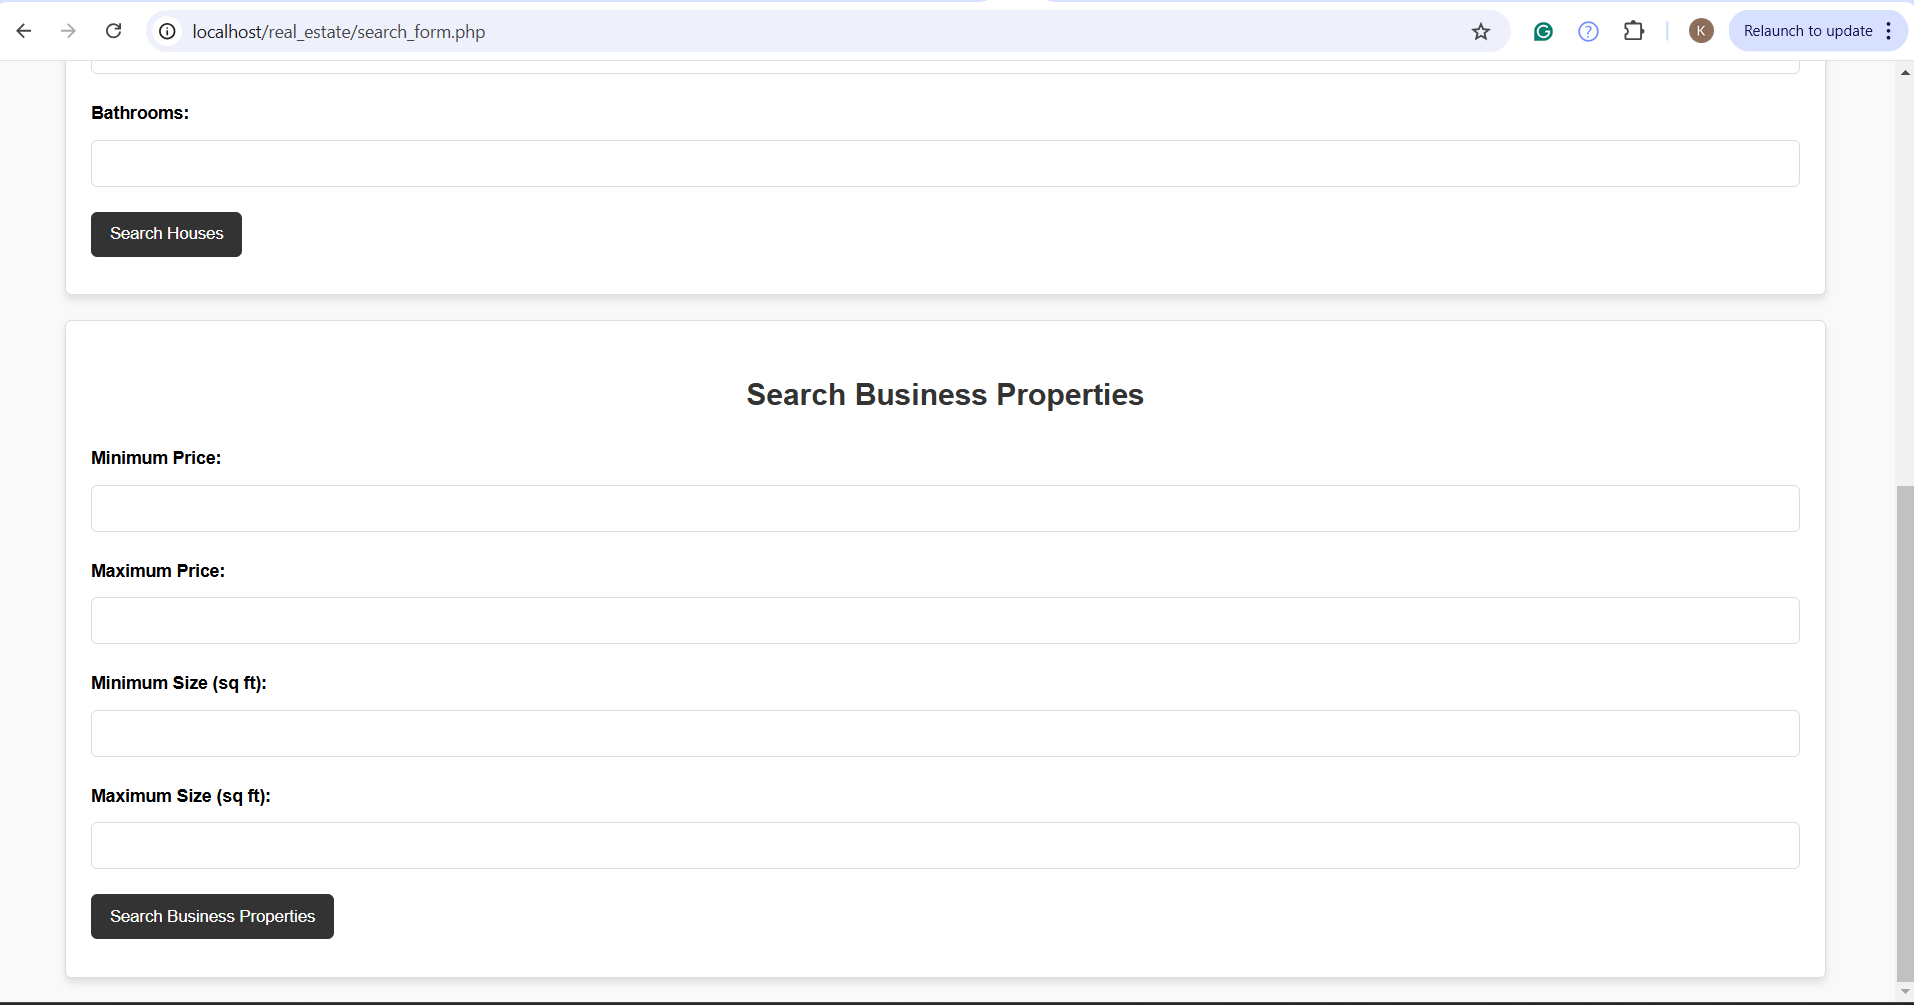 localhost/real_estate/search_form.php
K
Relaunch to update
Bathrooms:
Search Houses
Search Business Properties
Minimum Price:
Maximum Price:
Minimum Size (sq ft):
Maximum Size (sq ft):
Search Business Properties